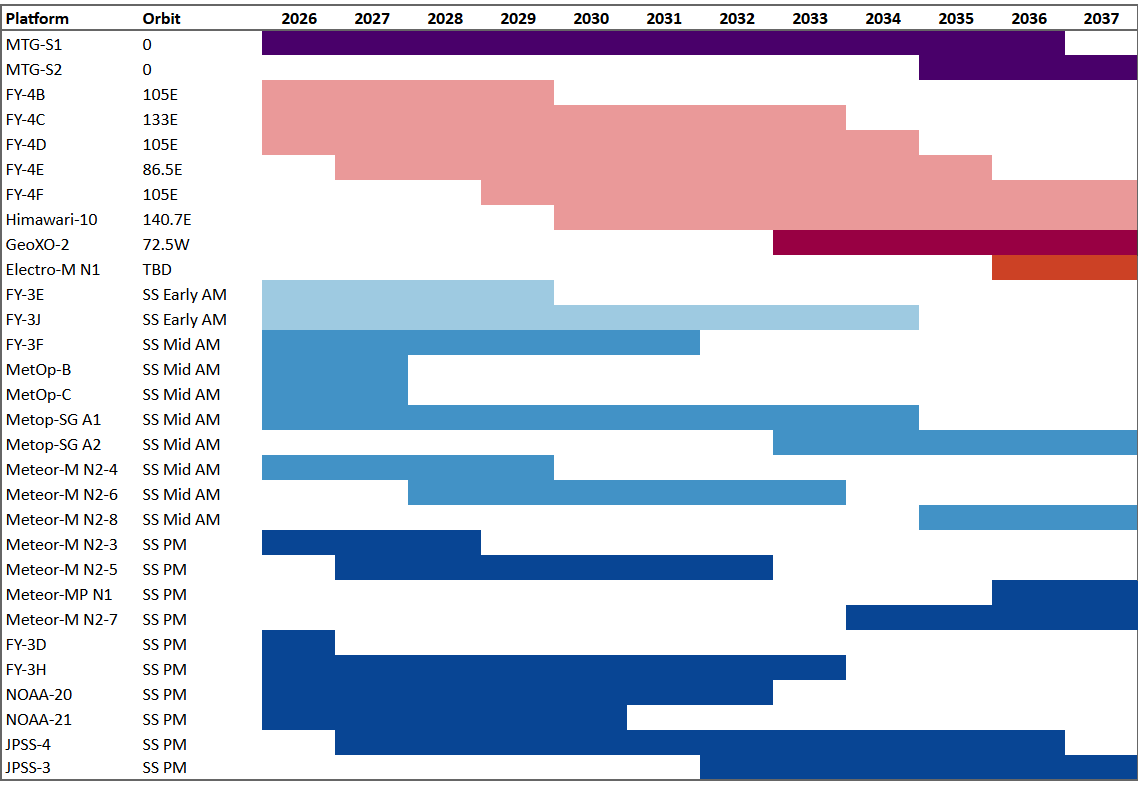 Platform Orbit 2026 2027 2028 2029 2030 2031 2032 2033 2034 2035 2036 2037
MTG-S1 0
MTG-S2 0
FY-4B 105E
FY-4C 133E
FY-4D 105E
FY-4E 86.5E
FY-4F 105E
Himawari-10 140.7E
GeoXO-2 72.5W
Electro-M N1 TBD
FY-3E SS Early AM
FY-3J SS Early AM
FY-3F SS Mid AM
MetOp-B SS Mid AM
MetOp-C SS Mid AM
Metop-SG A1 SS Mid AM
Metop-SG A2 SS Mid AM
Meteor-M N2-4 SS Mid AM
Meteor-M N2-6 SS Mid AM
Meteor-M N2-8 SS Mid AM
Meteor-M N2-3 SS PM
Meteor-M N2-5 SS PM
Meteor-MP N1 SS PM
Meteor-M N2-7 SS PM
FY-3D SS PM
FY-3H SS PM
NOAA-20 SS PM
NOAA-21 SS PM
JPSS-4 SS PM
JPSS-3 SS PM